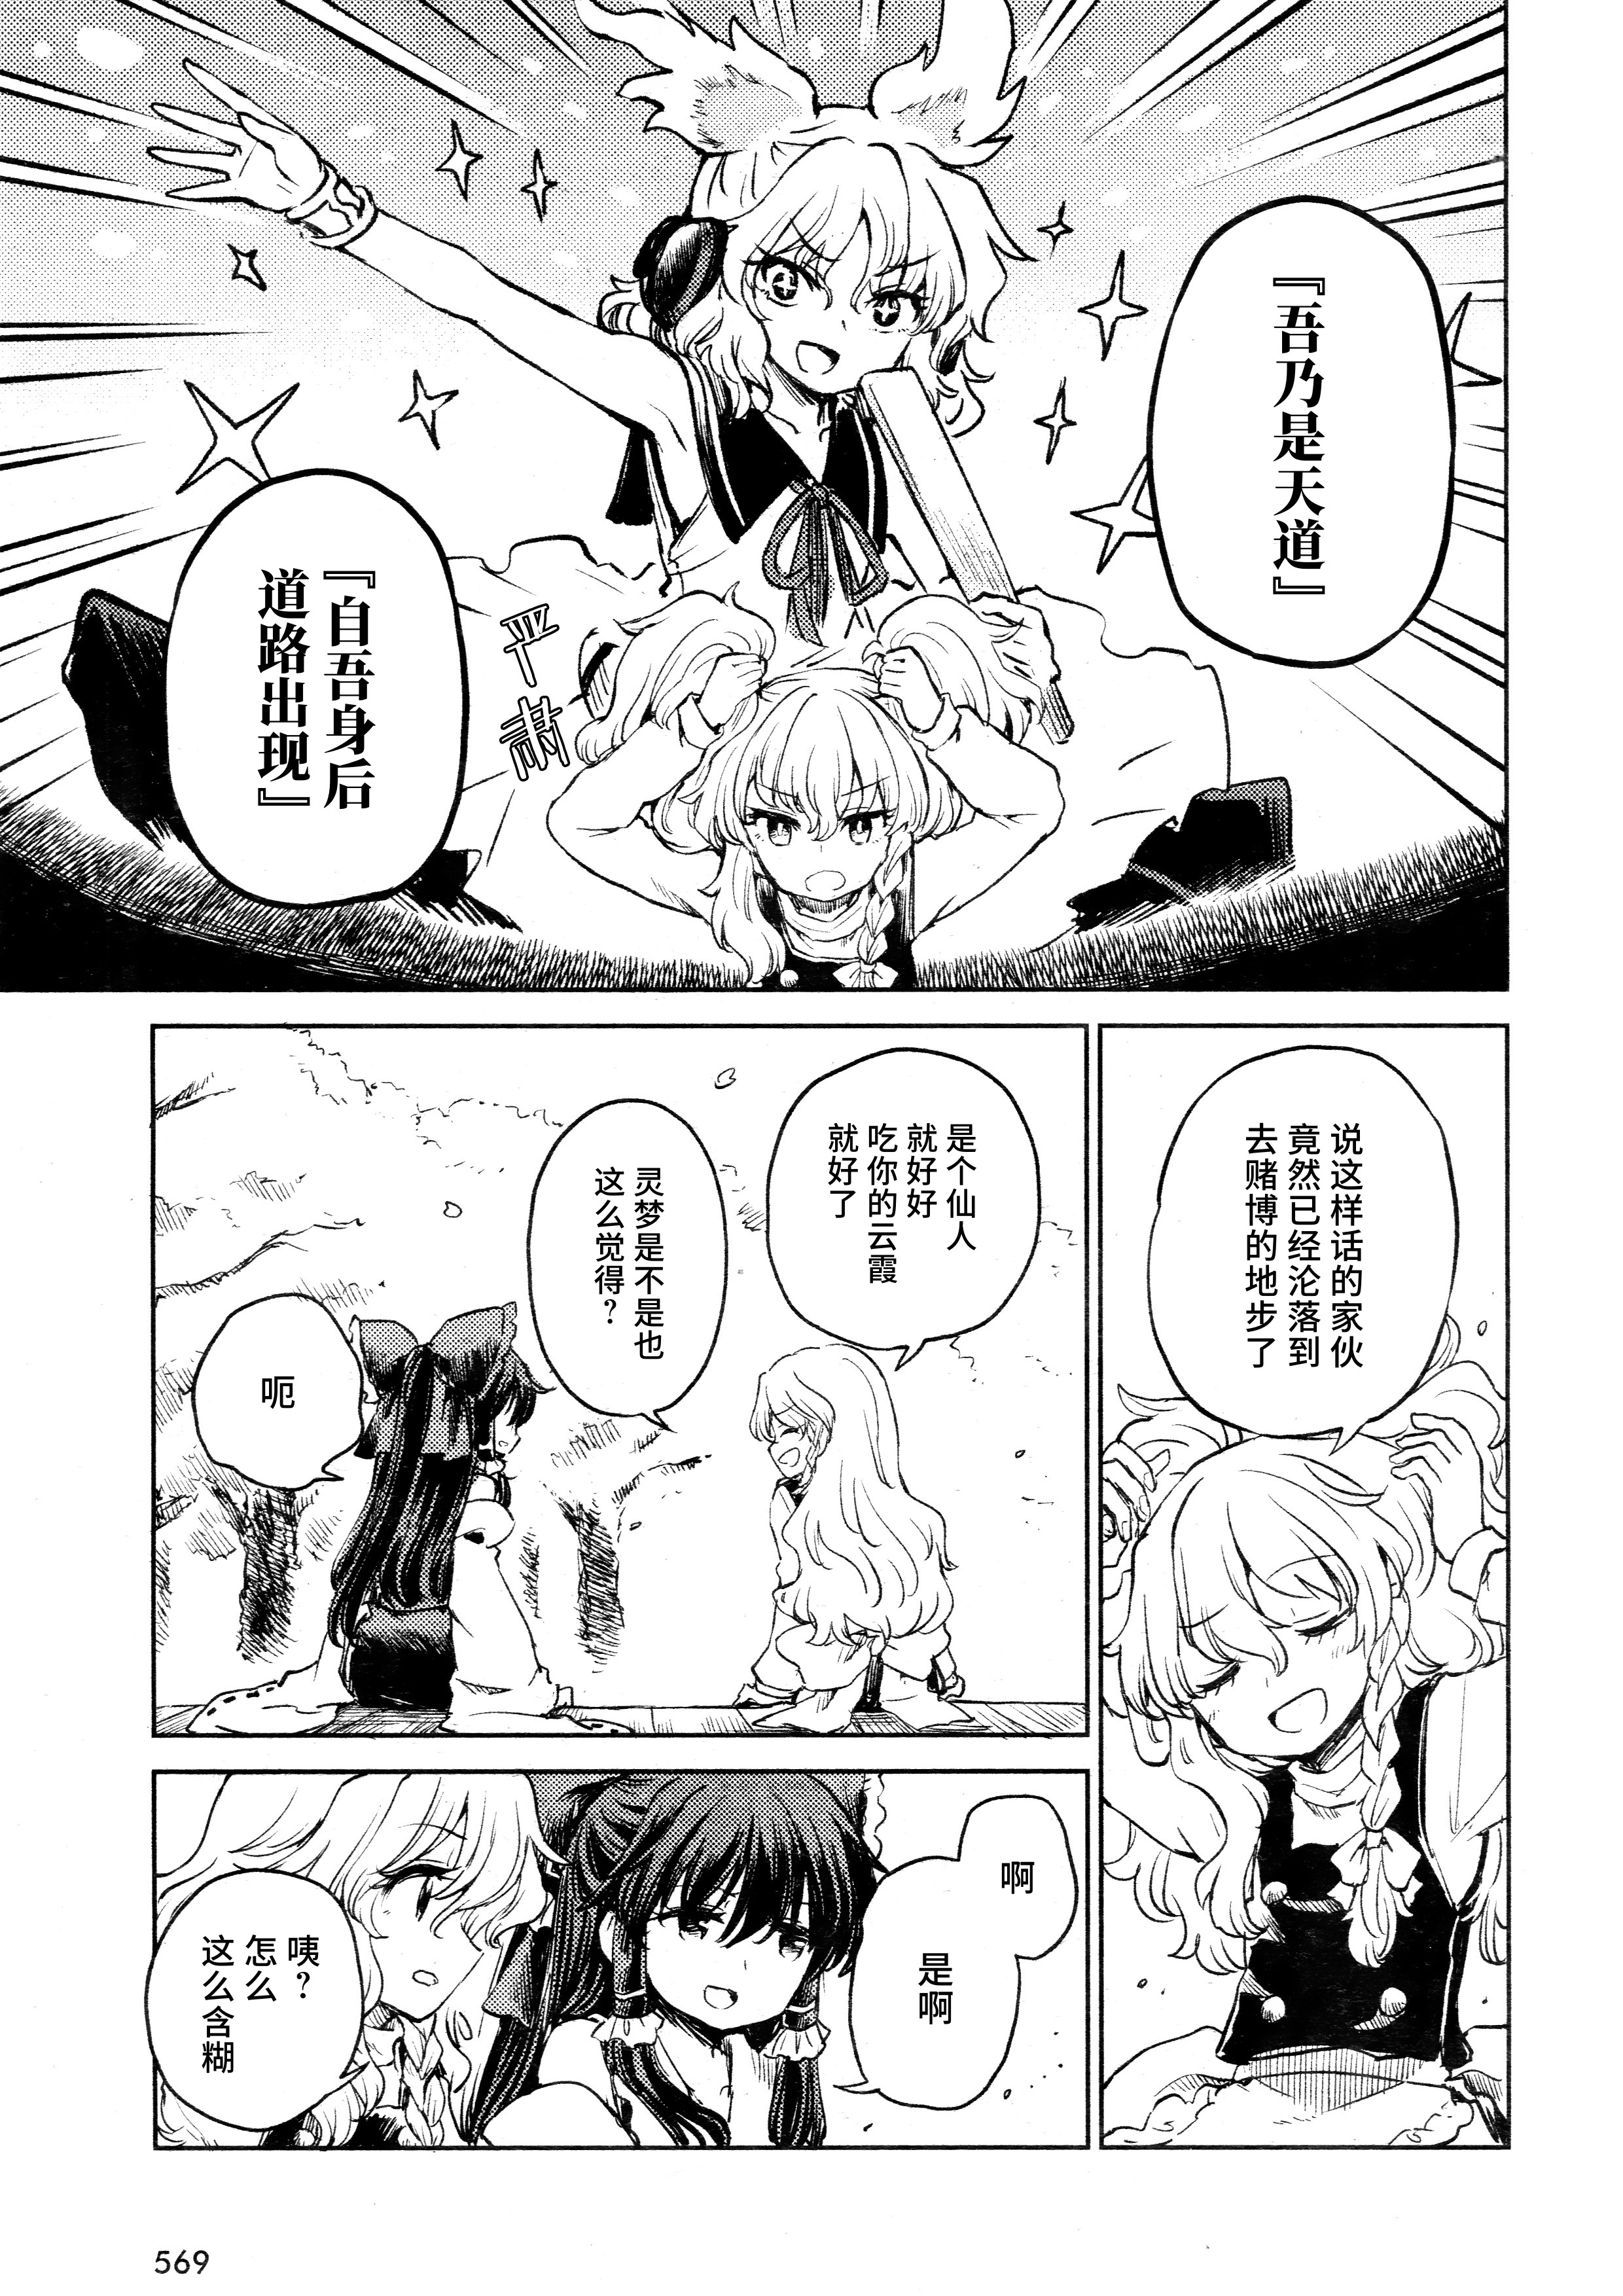 『吾乃是天道』
『自吾身后
道路出现』
严肃
说这样话的家伙
竟然已经沦落到
去赌博的地步了
是个仙人
就好好
吃你的云霞
就好了
灵梦是不是也
这么觉得?
呃
啊
是啊
咦?
怎么
这么含糊
569